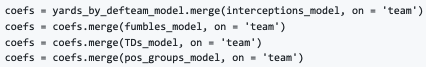 coefs = yards_by_defteam_model.merge(interceptions_model, on = 'team')
coefs = coefs.merge(fumbles_model, on = 'team')
coefs = coefs.merge(TDs_model, on = 'team')
coefs = coefs.merge(pos_groups_model, on = 'team')